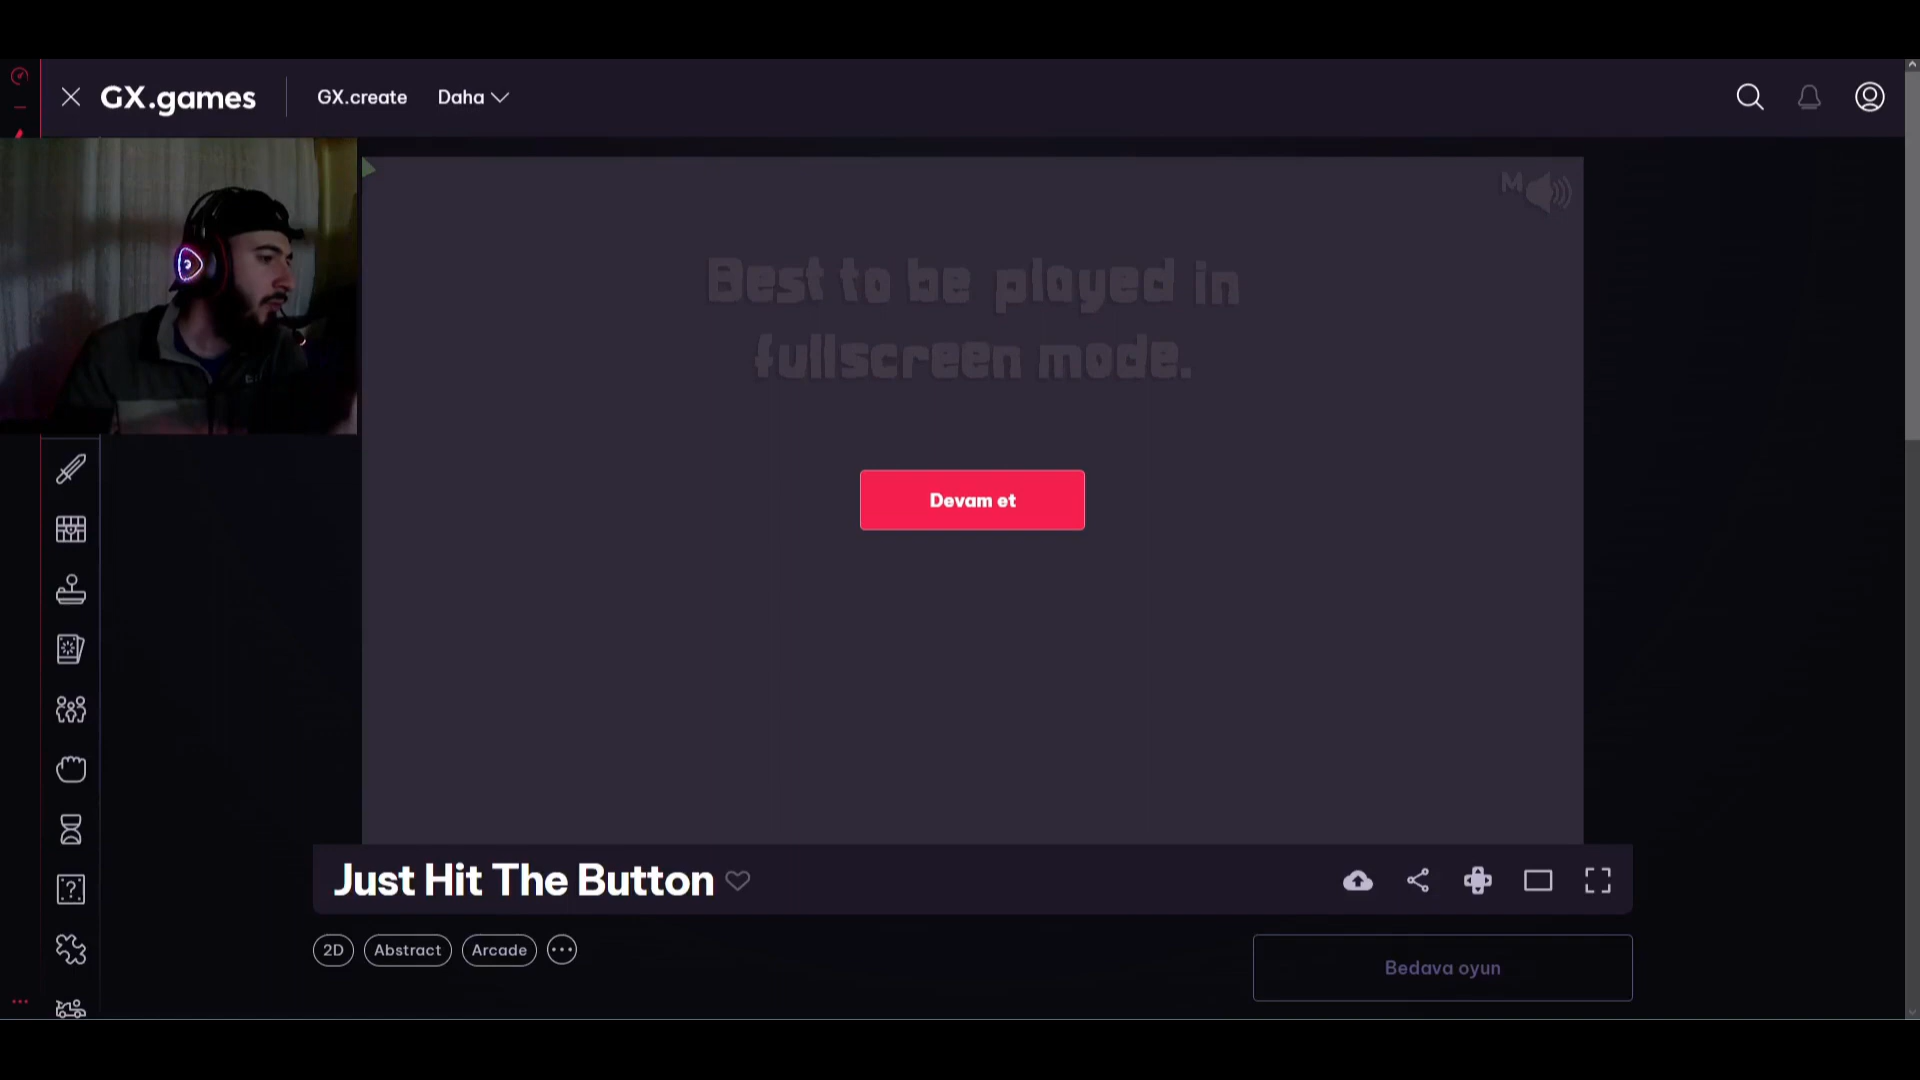 GX.games
GX.create
Daha
M
Best to be played in
fullscreen mode.
Devam et
Just Hit The Button
2D
Abstract
Arcade
Bedava oyun